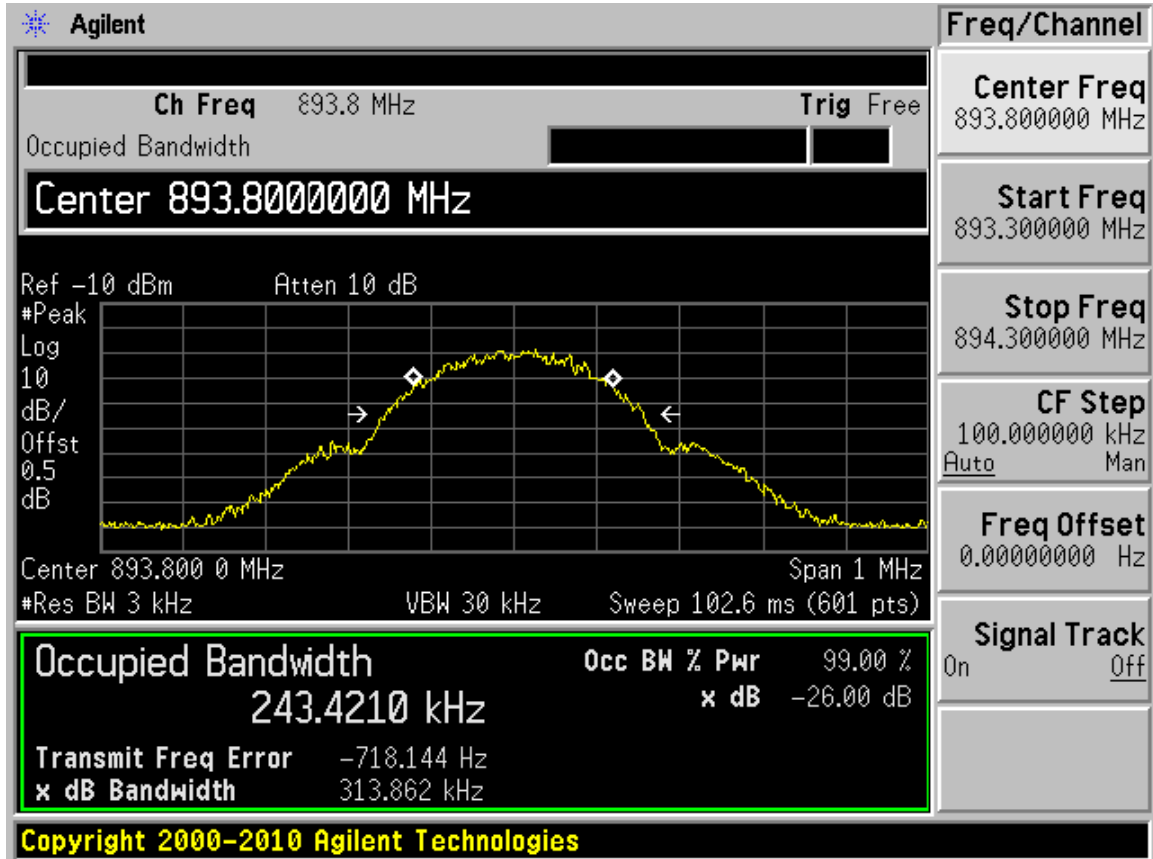 Agilent
Freq/Channel
Ch Freq 893.8 MHz Trig Free
Occupied Bandwidth
Center 893.8000000 MHz
Ref -10 dBm Atten 10 dB
#Peak
Log
10
dB/
Offst
0.5
dB
Center 893.800 0 MHz Span 1 MHz
#Res BW 3 kHz VBW 30 kHz Sweep 102.6 ms (601 pts)
Occupied Bandwidth
243.4210 kHz
Occ BW % Pwr 99.00 %
x dB -26.00 dB
Transmit Freq Error -718.144 Hz
x dB Bandwidth 313.862 kHz
Center Freq
893.800000 MHz
Start Freq
893.300000 MHz
Stop Freq
894.300000 MHz
CF Step
100.000000 kHz
Auto Man
Freq Offset
0.00000000 Hz
Signal Track
On Off
Copyright 2000-2010 Agilent Technologies